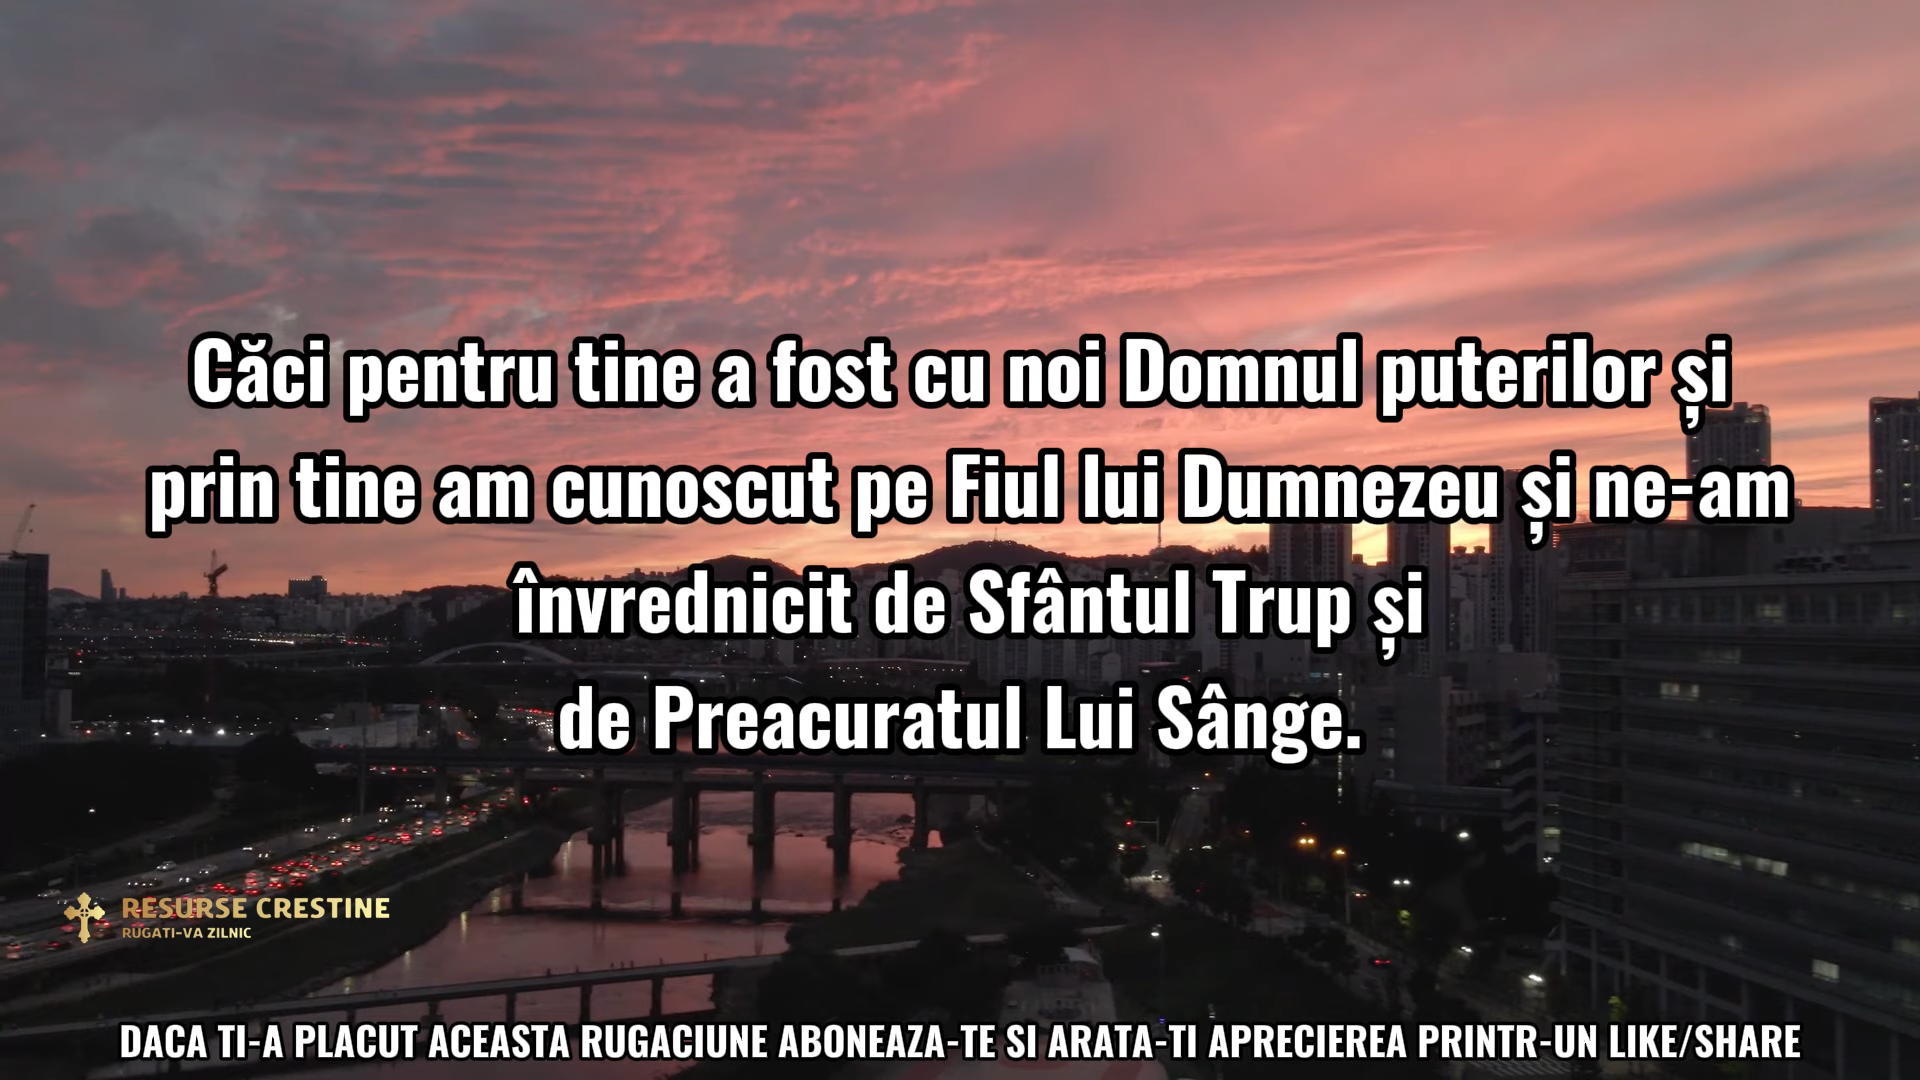 Căci pentru tine a fost cu noi Domnul puterilor și
prin tine am cunoscut pe Fiul lui Dumnezeu și ne-am
învrednicit de Sfântul Trup și
de Preacuratul Lui Sânge.
RESURSE CRESTINE
RUGATI-VA ZILNIC
DACA TI-A PLACUT ACEASTA RUGACIUNE ABONEAZA-TE SI ARATA-TI APRECIEREA PRINTR-UN LIKE/SHARE